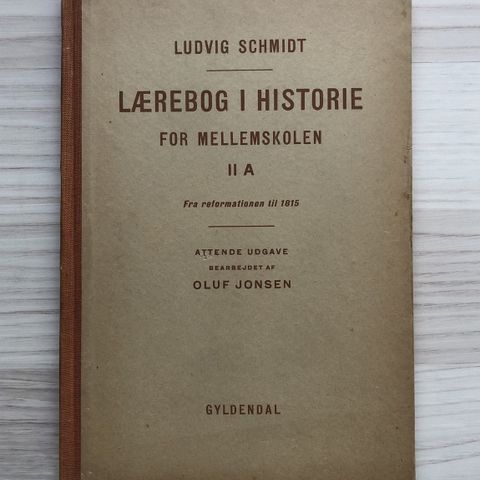 LUDVIG SCHMIDT
LÆREBOG I HISTORIE
FOR MELLEMSKOLEN
II A
Fra reformationen til 1815
ATTENDE UDGAVE
BEARBEJDET AF
OLUF JONSEN
GYLDENDAL